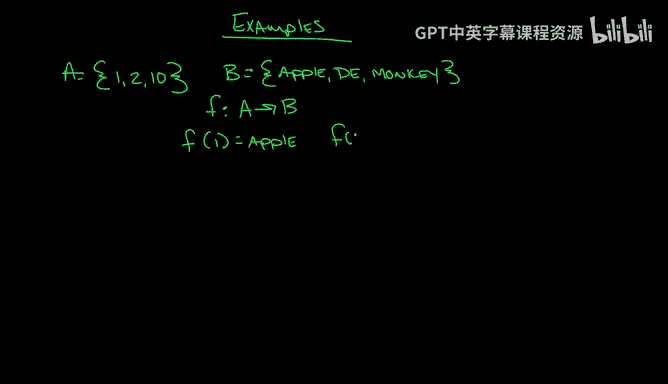 Examples
GPT中英字幕课程资源 bilibili
A = {1, 2, 10} B = {APPLE, DE, MONKEY}
f: A → B
f(1) = APPLE f(